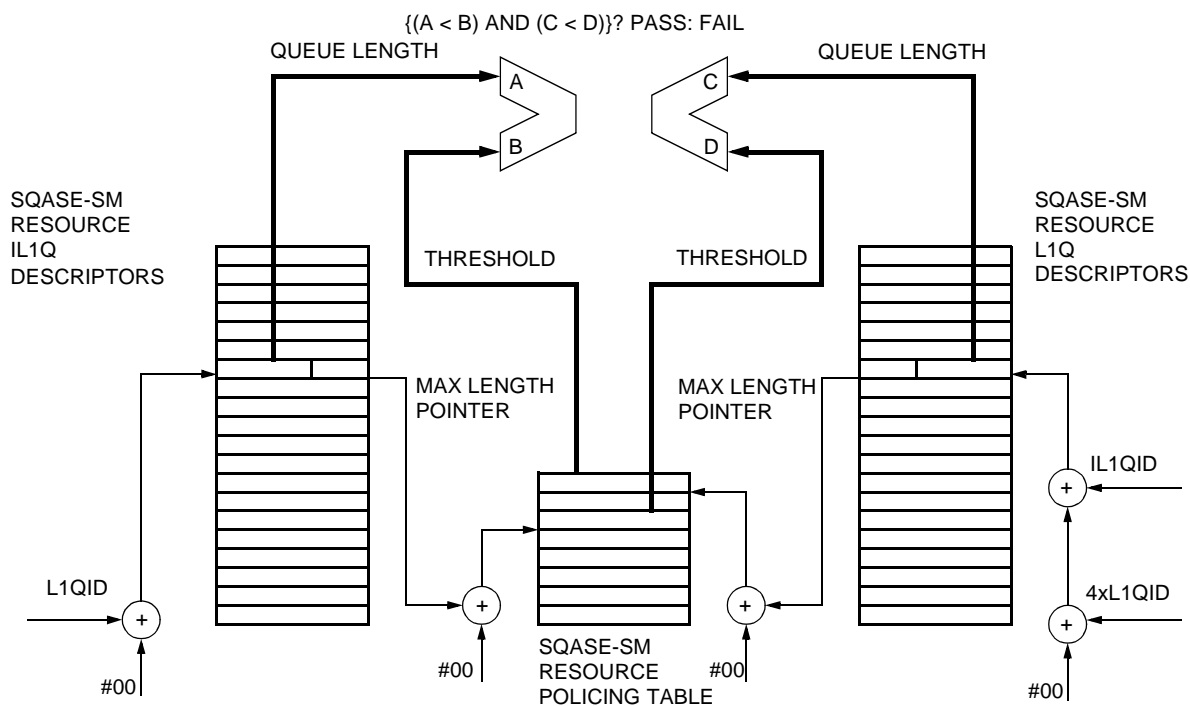 {(A < B) AND (C < D)}? PASS: FAIL
QUEUE LENGTH
QUEUE LENGTH
A
C
B
D
SQASE-SM
RESOURCE
IL1Q
DESCRIPTORS
SQASE-SM
RESOURCE
L1Q
DESCRIPTORS
THRESHOLD
THRESHOLD
MAX LENGTH
POINTER
MAX LENGTH
POINTER
IL1QID
+
L1QID
+
+
+
4xL1QID
+
#00
#00
#00
#00
SQASE-SM
RESOURCE
POLICING TABLE